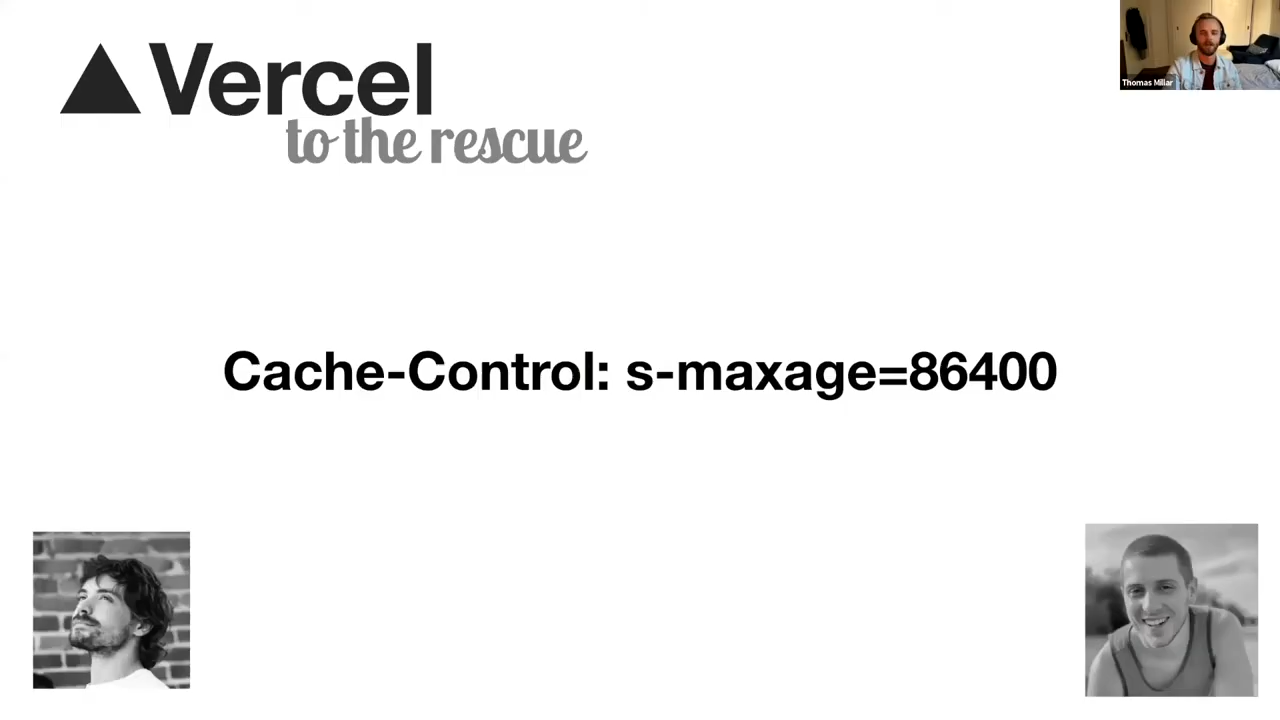 Vercel
to the rescue
Thomas Millar
Cache-Control: s-maxage=86400